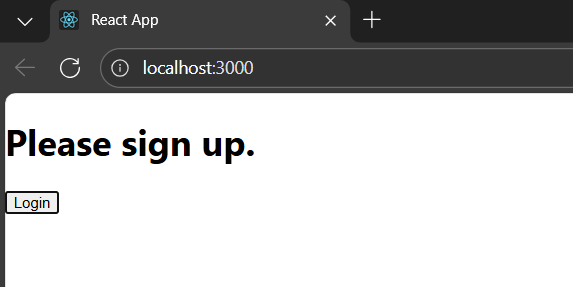 React App
localhost:3000
Please sign up.
Login